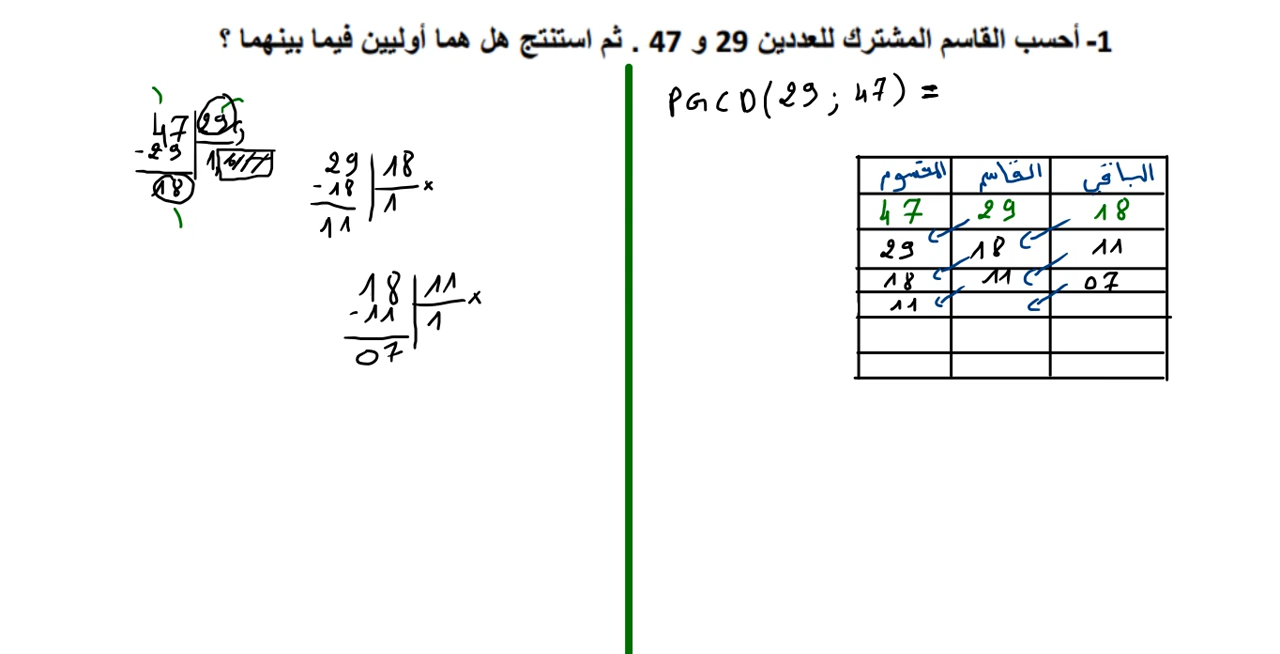 1- أحسب القاسم المشترك للعددين 29 و 47 . ثم استنتج هل هما أوليين فيما بينهما ؟
PGCD(29 ; 47) =
المقسوم القاسم الباقي
47 29 18
29 18 11
18 11 07
11
47 29
-29 1,
18
29 18
-18 1 ×
11
18 11
-11 1 ×
07